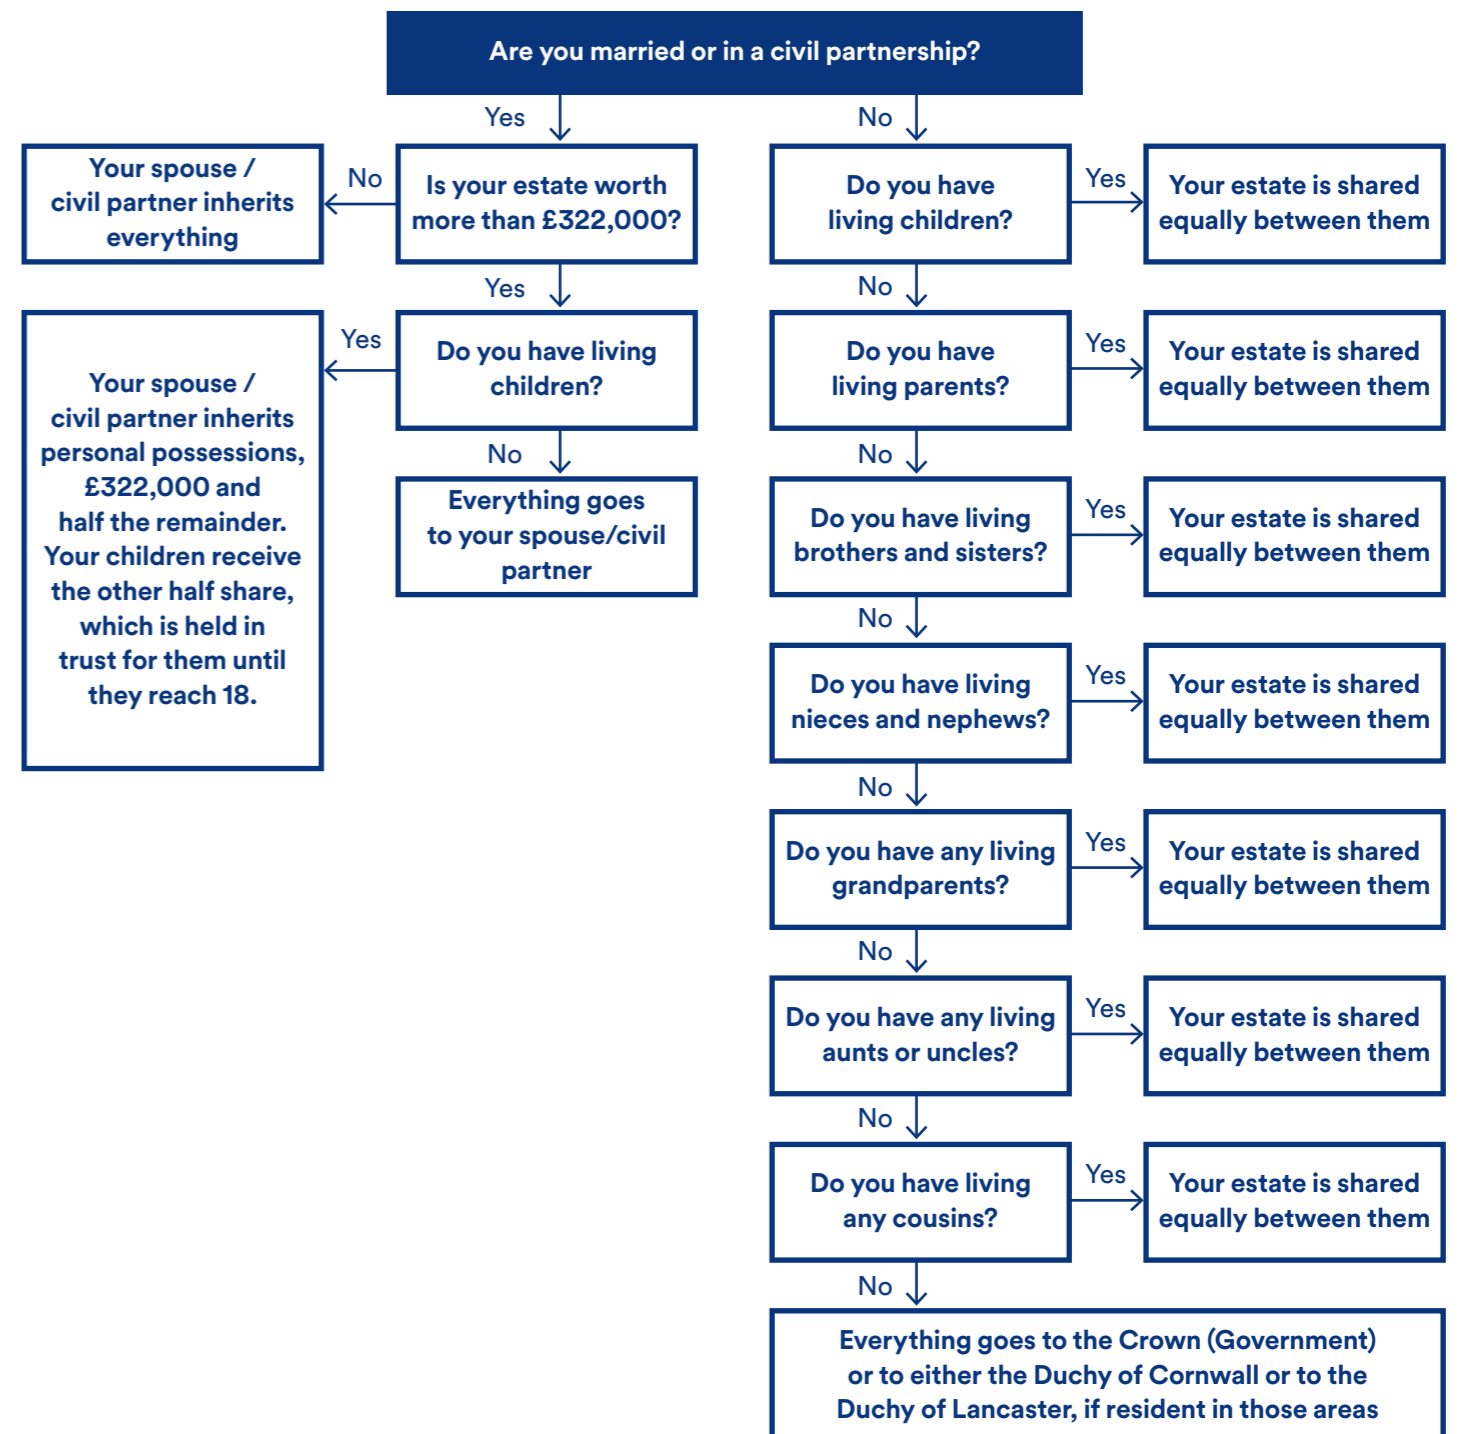 Are you married or in a civil partnership?
Yes
No
Your spouse /
civil partner inherits
everything
No
Is your estate worth
more than £322,000?
Do you have
living children?
Yes
Your estate is shared
equally between them
Yes
No
Your spouse /
civil partner inherits
personal possessions,
£322,000 and
half the remainder.
Your children receive
the other half share,
which is held in
trust for them until
they reach 18.
Yes
Do you have living
children?
No
Everything goes
to your spouse/civil
partner
Do you have
living parents?
Yes
Your estate is shared
equally between them
No
Do you have living
brothers and sisters?
Yes
Your estate is shared
equally between them
No
Do you have living
nieces and nephews?
Yes
Your estate is shared
equally between them
No
Do you have any living
grandparents?
Yes
Your estate is shared
equally between them
No
Do you have any living
aunts or uncles?
Yes
Your estate is shared
equally between them
No
Do you have living
any cousins?
Yes
Your estate is shared
equally between them
No
Everything goes to the Crown (Government)
or to either the Duchy of Cornwall or to the
Duchy of Lancaster, if resident in those areas